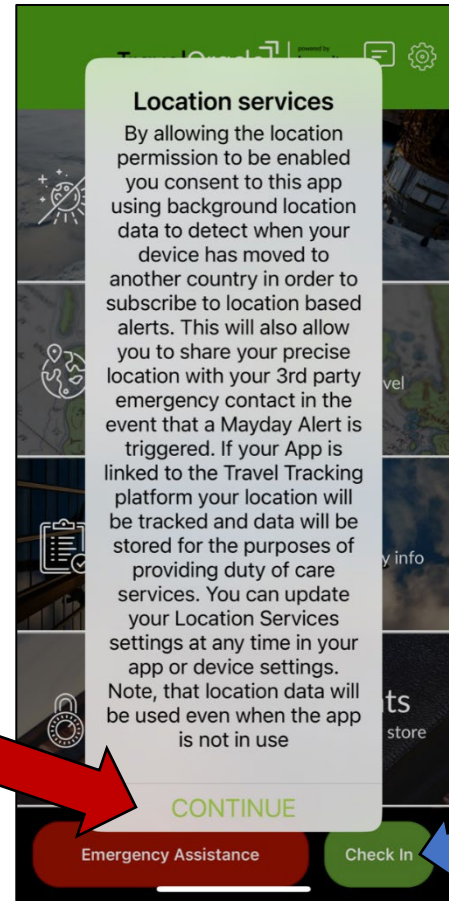 powered by
Location services
By allowing the location
permission to be enabled
you consent to this app
using background location
data to detect when your
device has moved to
another country in order to
subscribe to location based
alerts. This will also allow
you to share your precise
location with your 3rd party
emergency contact in the
event that a Mayday Alert is
triggered. If your App is
linked to the Travel Tracking
platform your location will
be tracked and data will be
stored for the purposes of
providing duty of care
services. You can update
your Location Services
settings at any time in your
app or device settings.
Note, that location data will
be used even when the app
is not in use
vel
y info
ts
store
CONTINUE
Emergency Assistance
Check In